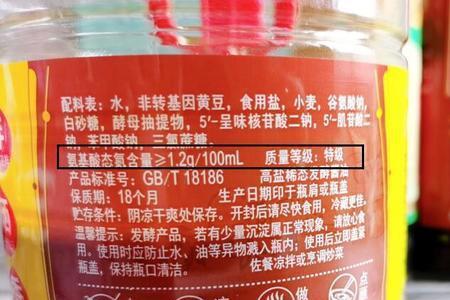 配料表：水，非转基因黄豆，食用盐，小麦，谷氨酸钠，
白砂糖，酵母抽提物，5'-呈味核苷酸二钠，5'-肌苷酸二
钠，苯甲酸钠，三氯蔗糖。
氨基酸态氮含量≥1.2g/100mL 质量等级：特级
产品标准号：GB/T 18186 高盐稀态发酵酱油
保质期：18个月 生产日期印于瓶肩或瓶盖
贮存条件：阴凉干爽处保存。开封后请尽快食用，冷藏更佳。
温馨提示：发酵产品，若有少量沉淀属正常现象，请放心食
用。使用时应防止水、油等异物溅入瓶内；使用后立即盖紧
瓶盖，保持瓶口清洁。 佐餐凉拌或烹调炒菜